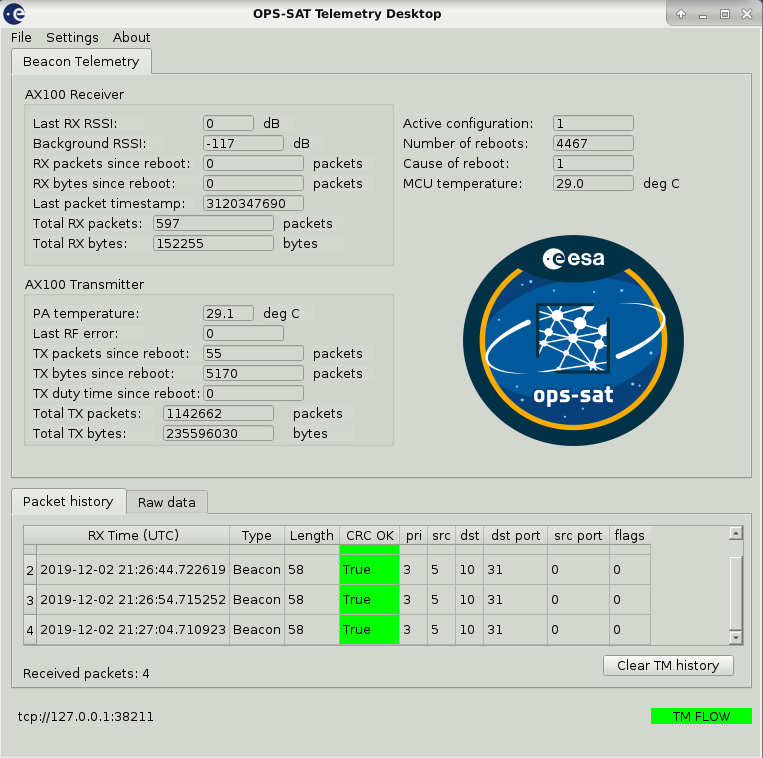 OPS-SAT Telemetry Desktop
File Settings About
Beacon Telemetry
AX100 Receiver
Last RX RSSI: 0 dB
Background RSSI: -117 dB
RX packets since reboot: 0 packets
RX bytes since reboot: 0 packets
Last packet timestamp: 3120347690
Total RX packets: 597 packets
Total RX bytes: 152255 bytes
Active configuration: 1
Number of reboots: 4467
Cause of reboot: 1
MCU temperature: 29.0 deg C
esa
ops-sat
AX100 Transmitter
PA temperature: 29.1 deg C
Last RF error: 0
TX packets since reboot: 55 packets
TX bytes since reboot: 5170 packets
TX duty time since reboot: 0
Total TX packets: 1142662 packets
Total TX bytes: 235596030 bytes
Packet history Raw data
RX Time (UTC) Type Length CRC OK pri src dst dst port src port flags
2 2019-12-02 21:26:44.722619 Beacon 58 True 3 5 10 31 0 0
3 2019-12-02 21:26:54.715252 Beacon 58 True 3 5 10 31 0 0
4 2019-12-02 21:27:04.710923 Beacon 58 True 3 5 10 31 0 0
Received packets: 4
Clear TM history
tcp://127.0.0.1:38211
TM FLOW